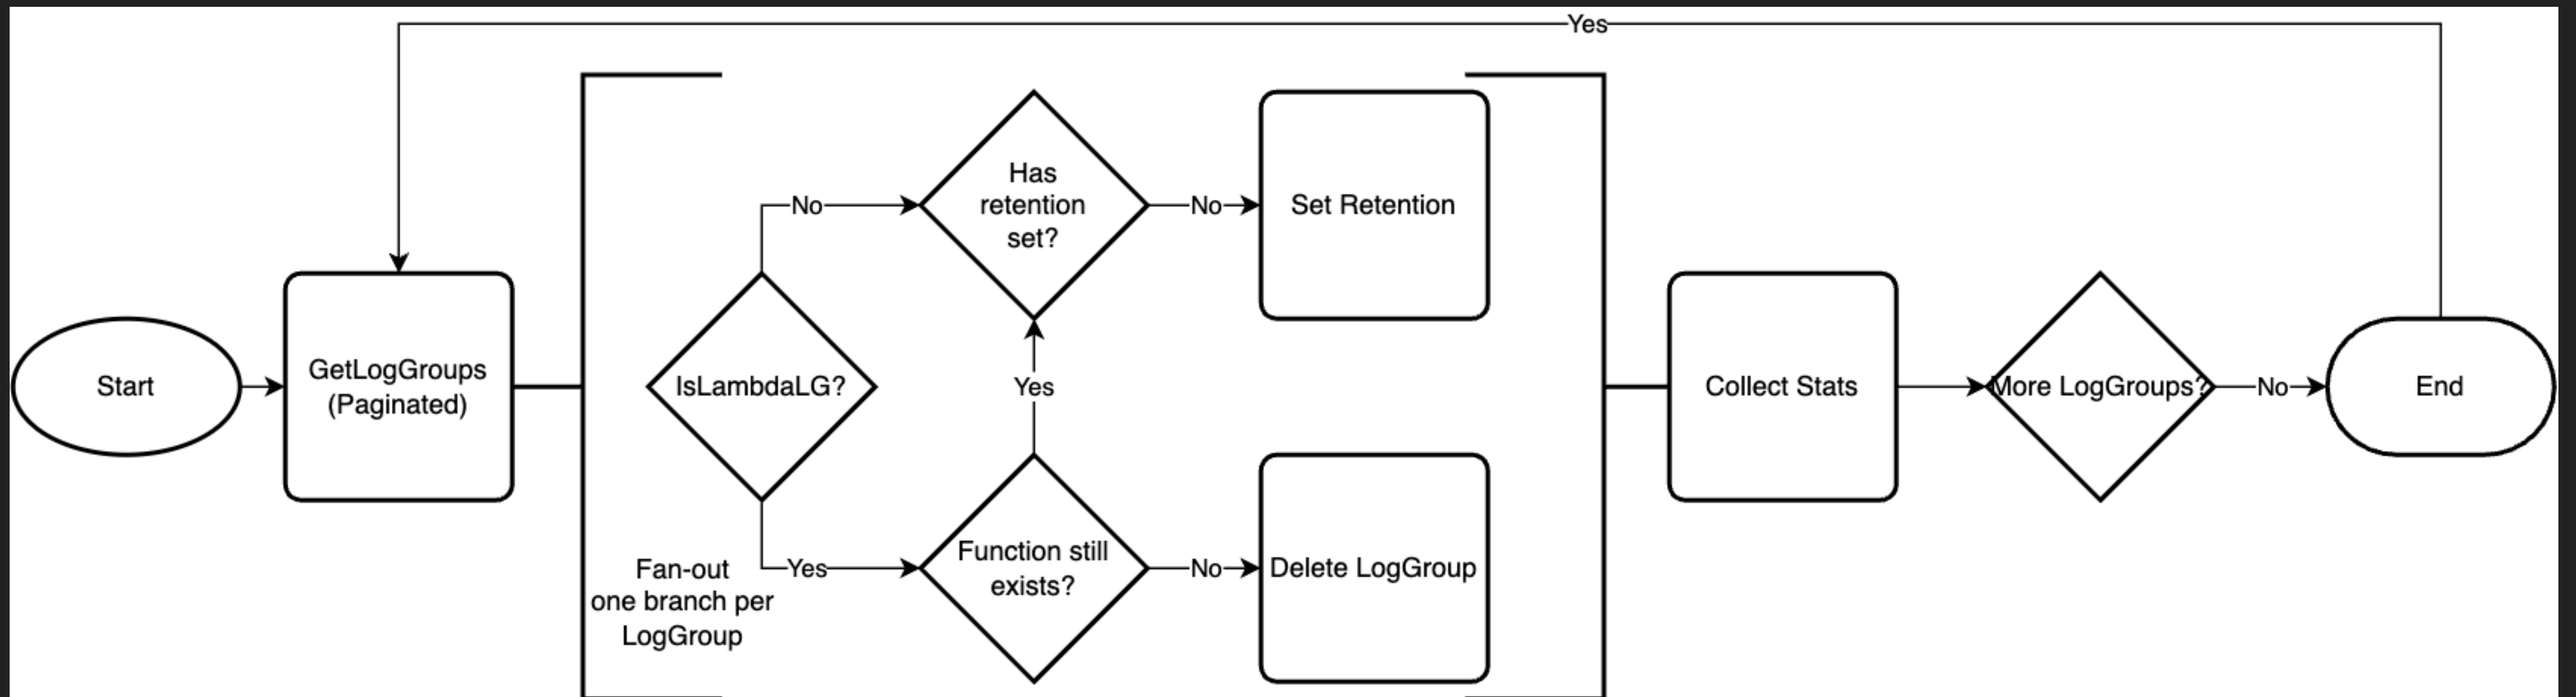 Yes
Start
GetLogGroups
(Paginated)
IsLambdaLG?
No
Has
retention
set?
No
Set Retention
Yes
Yes
Function still
exists?
No
Delete LogGroup
Fan-out
one branch per
LogGroup
Collect Stats
More LogGroups?
No
End